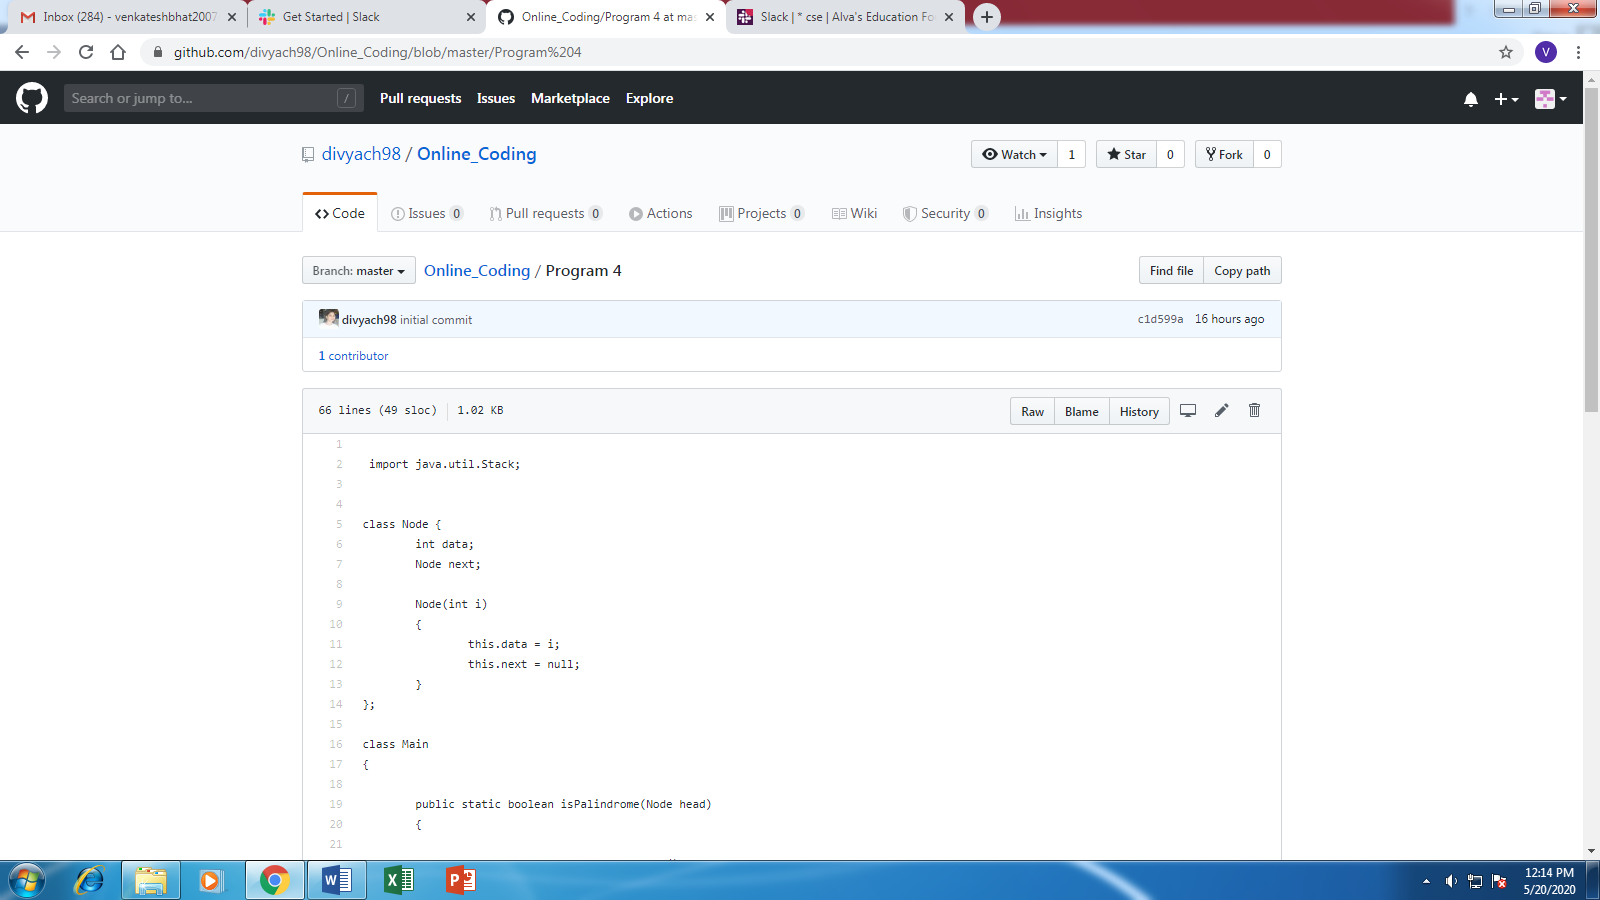 Inbox (284) - venkateshbhat2007
Get Started | Slack
Online_Coding/Program 4 at mas
Slack | * cse | Alva's Education Fo
github.com/divyach98/Online_Coding/blob/master/Program%204
V
Search or jump to...
/
Pull requests Issues Marketplace Explore
divyach98 / Online_Coding
Watch 1 Star 0 Fork 0
Code Issues 0 Pull requests 0 Actions Projects 0 Wiki Security 0 Insights
Branch: master Online_Coding / Program 4 Find file Copy path
divyach98 initial commit c1d599a 16 hours ago
1 contributor
66 lines (49 sloc) 1.02 KB Raw Blame History
1
2 import java.util.Stack;
3
4
5 class Node {
6 int data;
7 Node next;
8
9 Node(int i)
10 {
11 this.data = i;
12 this.next = null;
13 }
14 };
15
16 class Main
17 {
18
19 public static boolean isPalindrome(Node head)
20 {
21
12:14 PM
5/20/2020